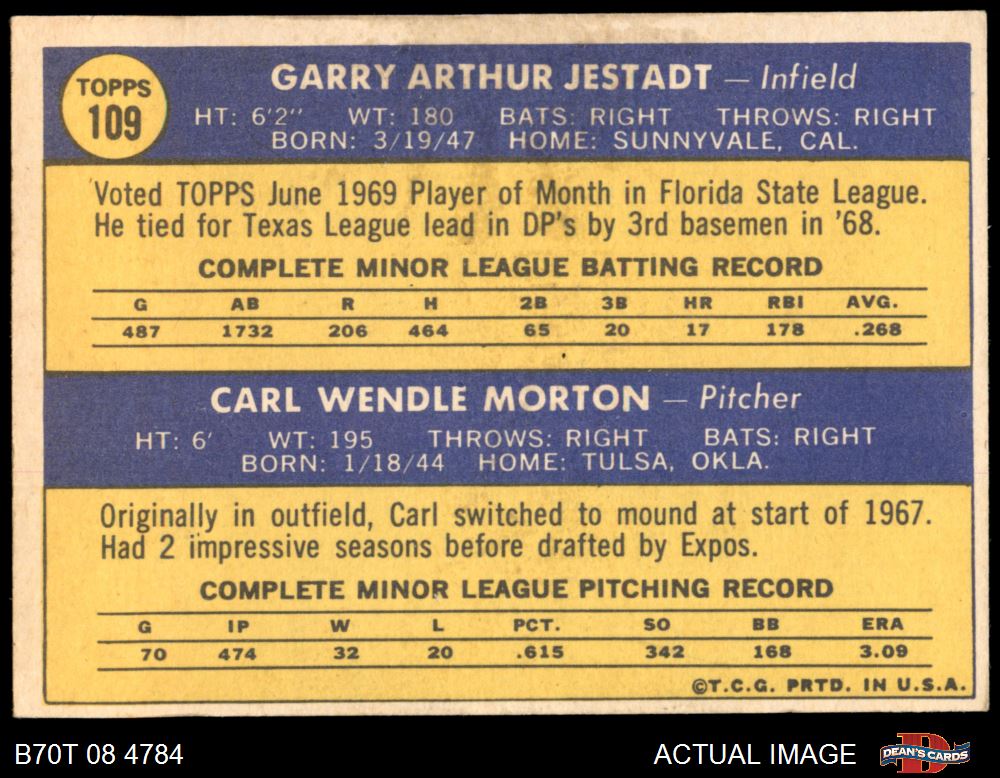 TOPPS
109
GARRY ARTHUR JESTADT — Infield
HT: 6'2" WT: 180 BATS: RIGHT THROWS: RIGHT
BORN: 3/19/47 HOME: SUNNYVALE, CAL.
Voted TOPPS June 1969 Player of Month in Florida State League.
He tied for Texas League lead in DP's by 3rd basemen in '68.
COMPLETE MINOR LEAGUE BATTING RECORD
G AB R H 2B 3B HR RBI AVG.
487 1732 206 464 65 20 17 178 .268
CARL WENDLE MORTON — Pitcher
HT: 6' WT: 195 THROWS: RIGHT BATS: RIGHT
BORN: 1/18/44 HOME: TULSA, OKLA.
Originally in outfield, Carl switched to mound at start of 1967.
Had 2 impressive seasons before drafted by Expos.
COMPLETE MINOR LEAGUE PITCHING RECORD
G IP W L PCT. SO BB ERA
70 474 32 20 .615 342 168 3.09
©T.C.G. PRTD. IN U.S.A.
B70T 08 4784 ACTUAL IMAGE DEAN'S CARDS